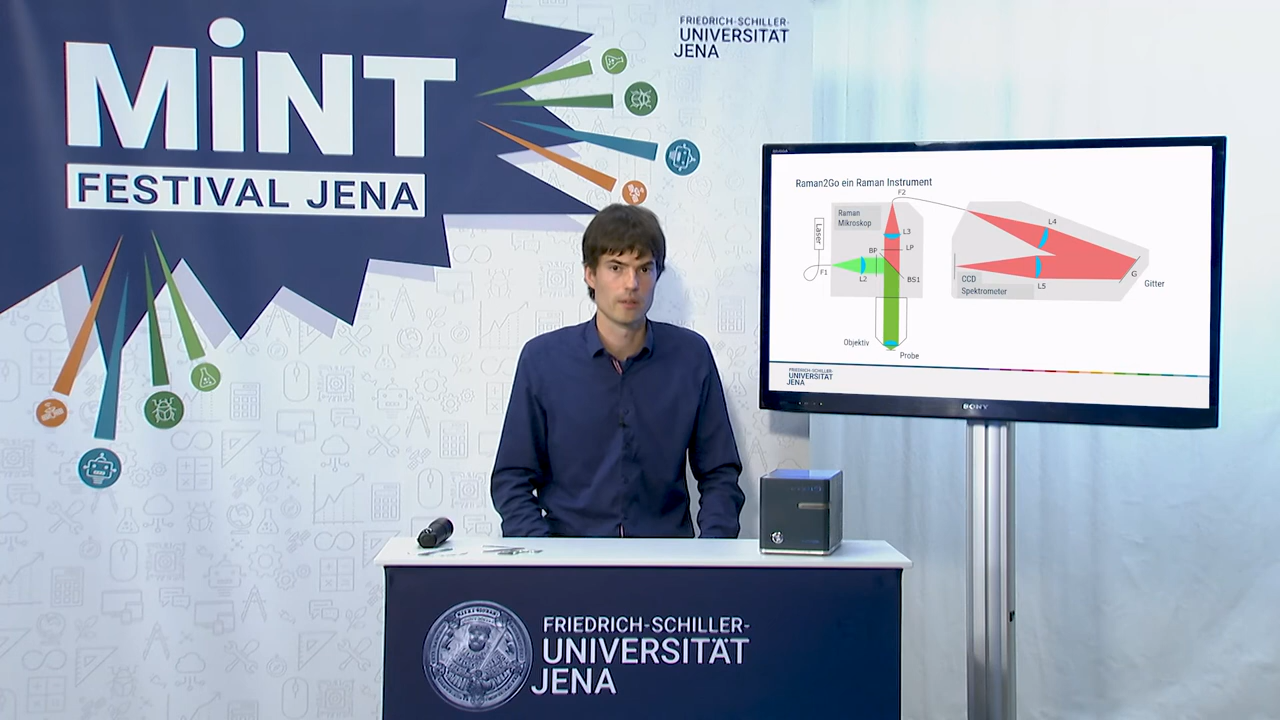 MiNT
FESTIVAL JENA
FRIEDRICH-SCHILLER-
UNIVERSITÄT
JENA
Raman2Go ein Raman Instrument
F2
Raman
Mikroskop
Laser
L3
L4
BP
LP
F1
L2
BS1
CCD
Spektrometer
L5
G
Gitter
Objektiv
Probe
FRIEDRICH-SCHILLER-
UNIVERSITÄT
JENA
SONY
FRIEDRICH-SCHILLER-
UNIVERSITÄT
JENA